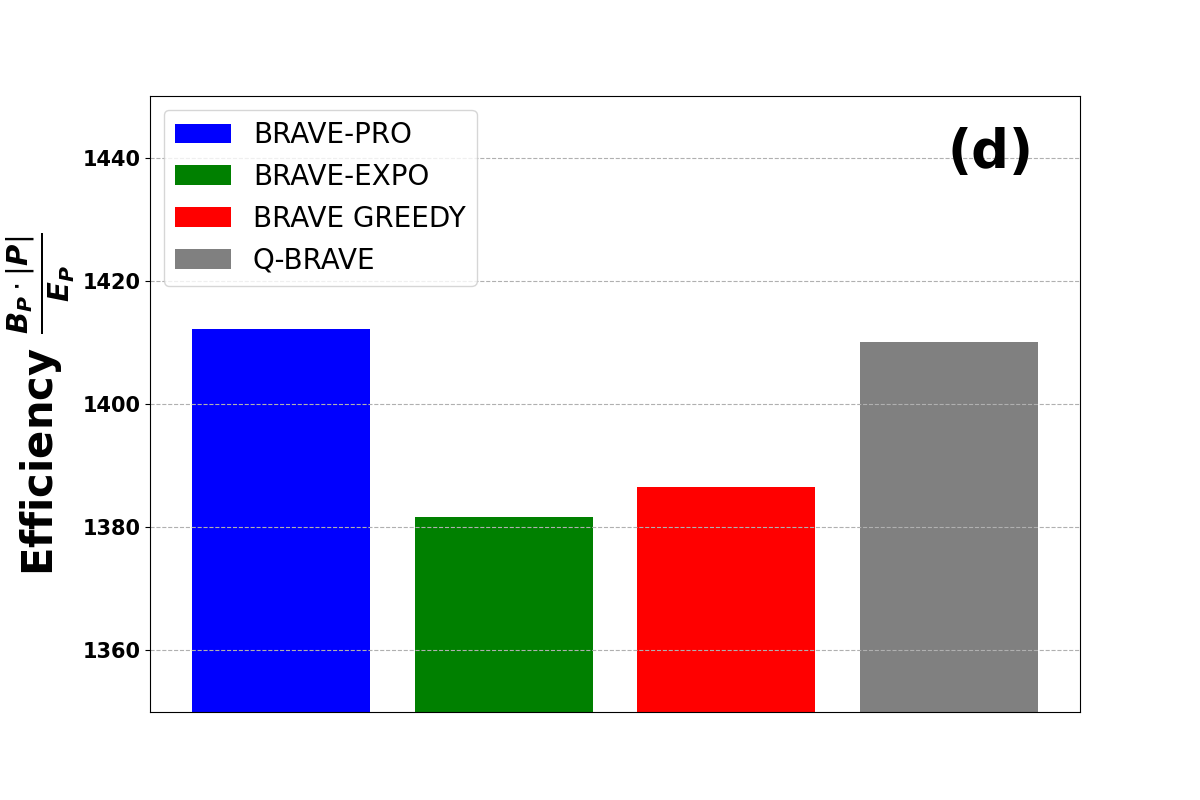 (d)
BRAVE-PRO
BRAVE-EXPO
BRAVE GREEDY
Q-BRAVE
1440
1420
1400
1380
1360
Efficiency $\frac{B_P \cdot |P|}{E_P}$